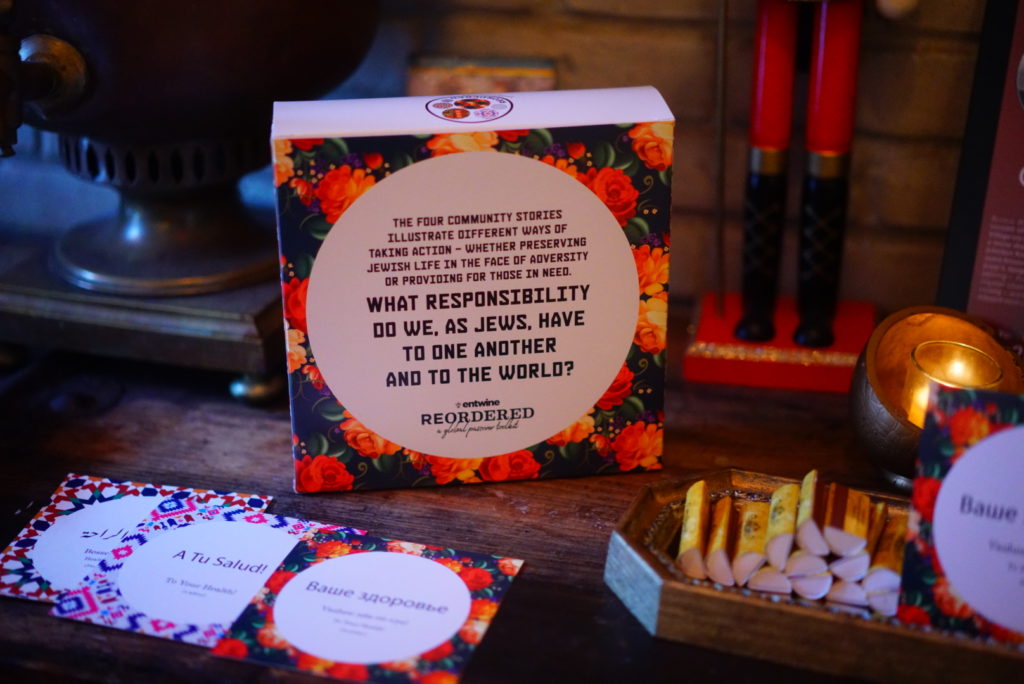 THE FOUR COMMUNITY STORIES
ILLUSTRATE DIFFERENT WAYS OF
TAKING ACTION – WHETHER PRESERVING
JEWISH LIFE IN THE FACE OF ADVERSITY
OR PROVIDING FOR THOSE IN NEED.
WHAT RESPONSIBILITY
DO WE, AS JEWS, HAVE
TO ONE ANOTHER
AND TO THE WORLD?
entwine
REORDERED
a global passover toolkit
A Tu Salud!
To Your Health!
Ваше здоровье
To Your Health!
Ваше